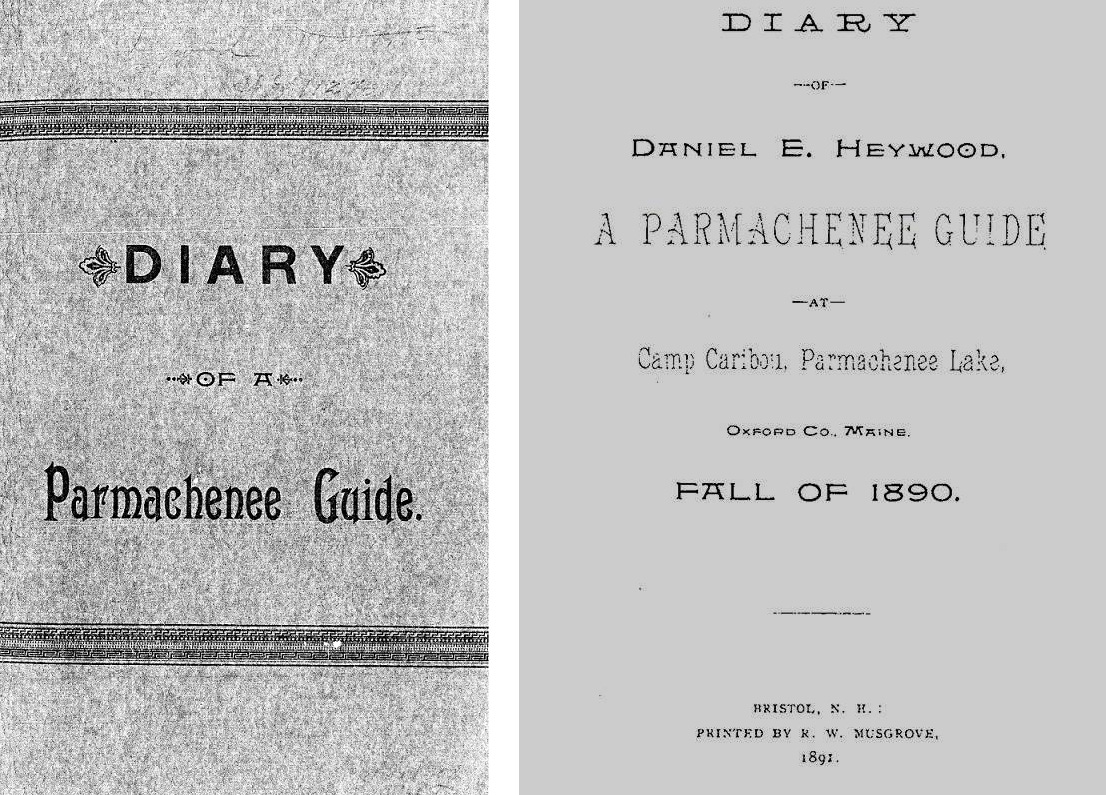 DIARY
OF A
Parmachenee Guide.
DIARY
—OF—
DANIEL E. HEYWOOD,
A PARMACHENEE GUIDE
—AT—
Camp Caribou, Parmachenee Lake,
OXFORD CO., MAINE.
FALL OF 1890.
BRISTOL, N. H.:
PRINTED BY R. W. MUSGROVE,
1891.